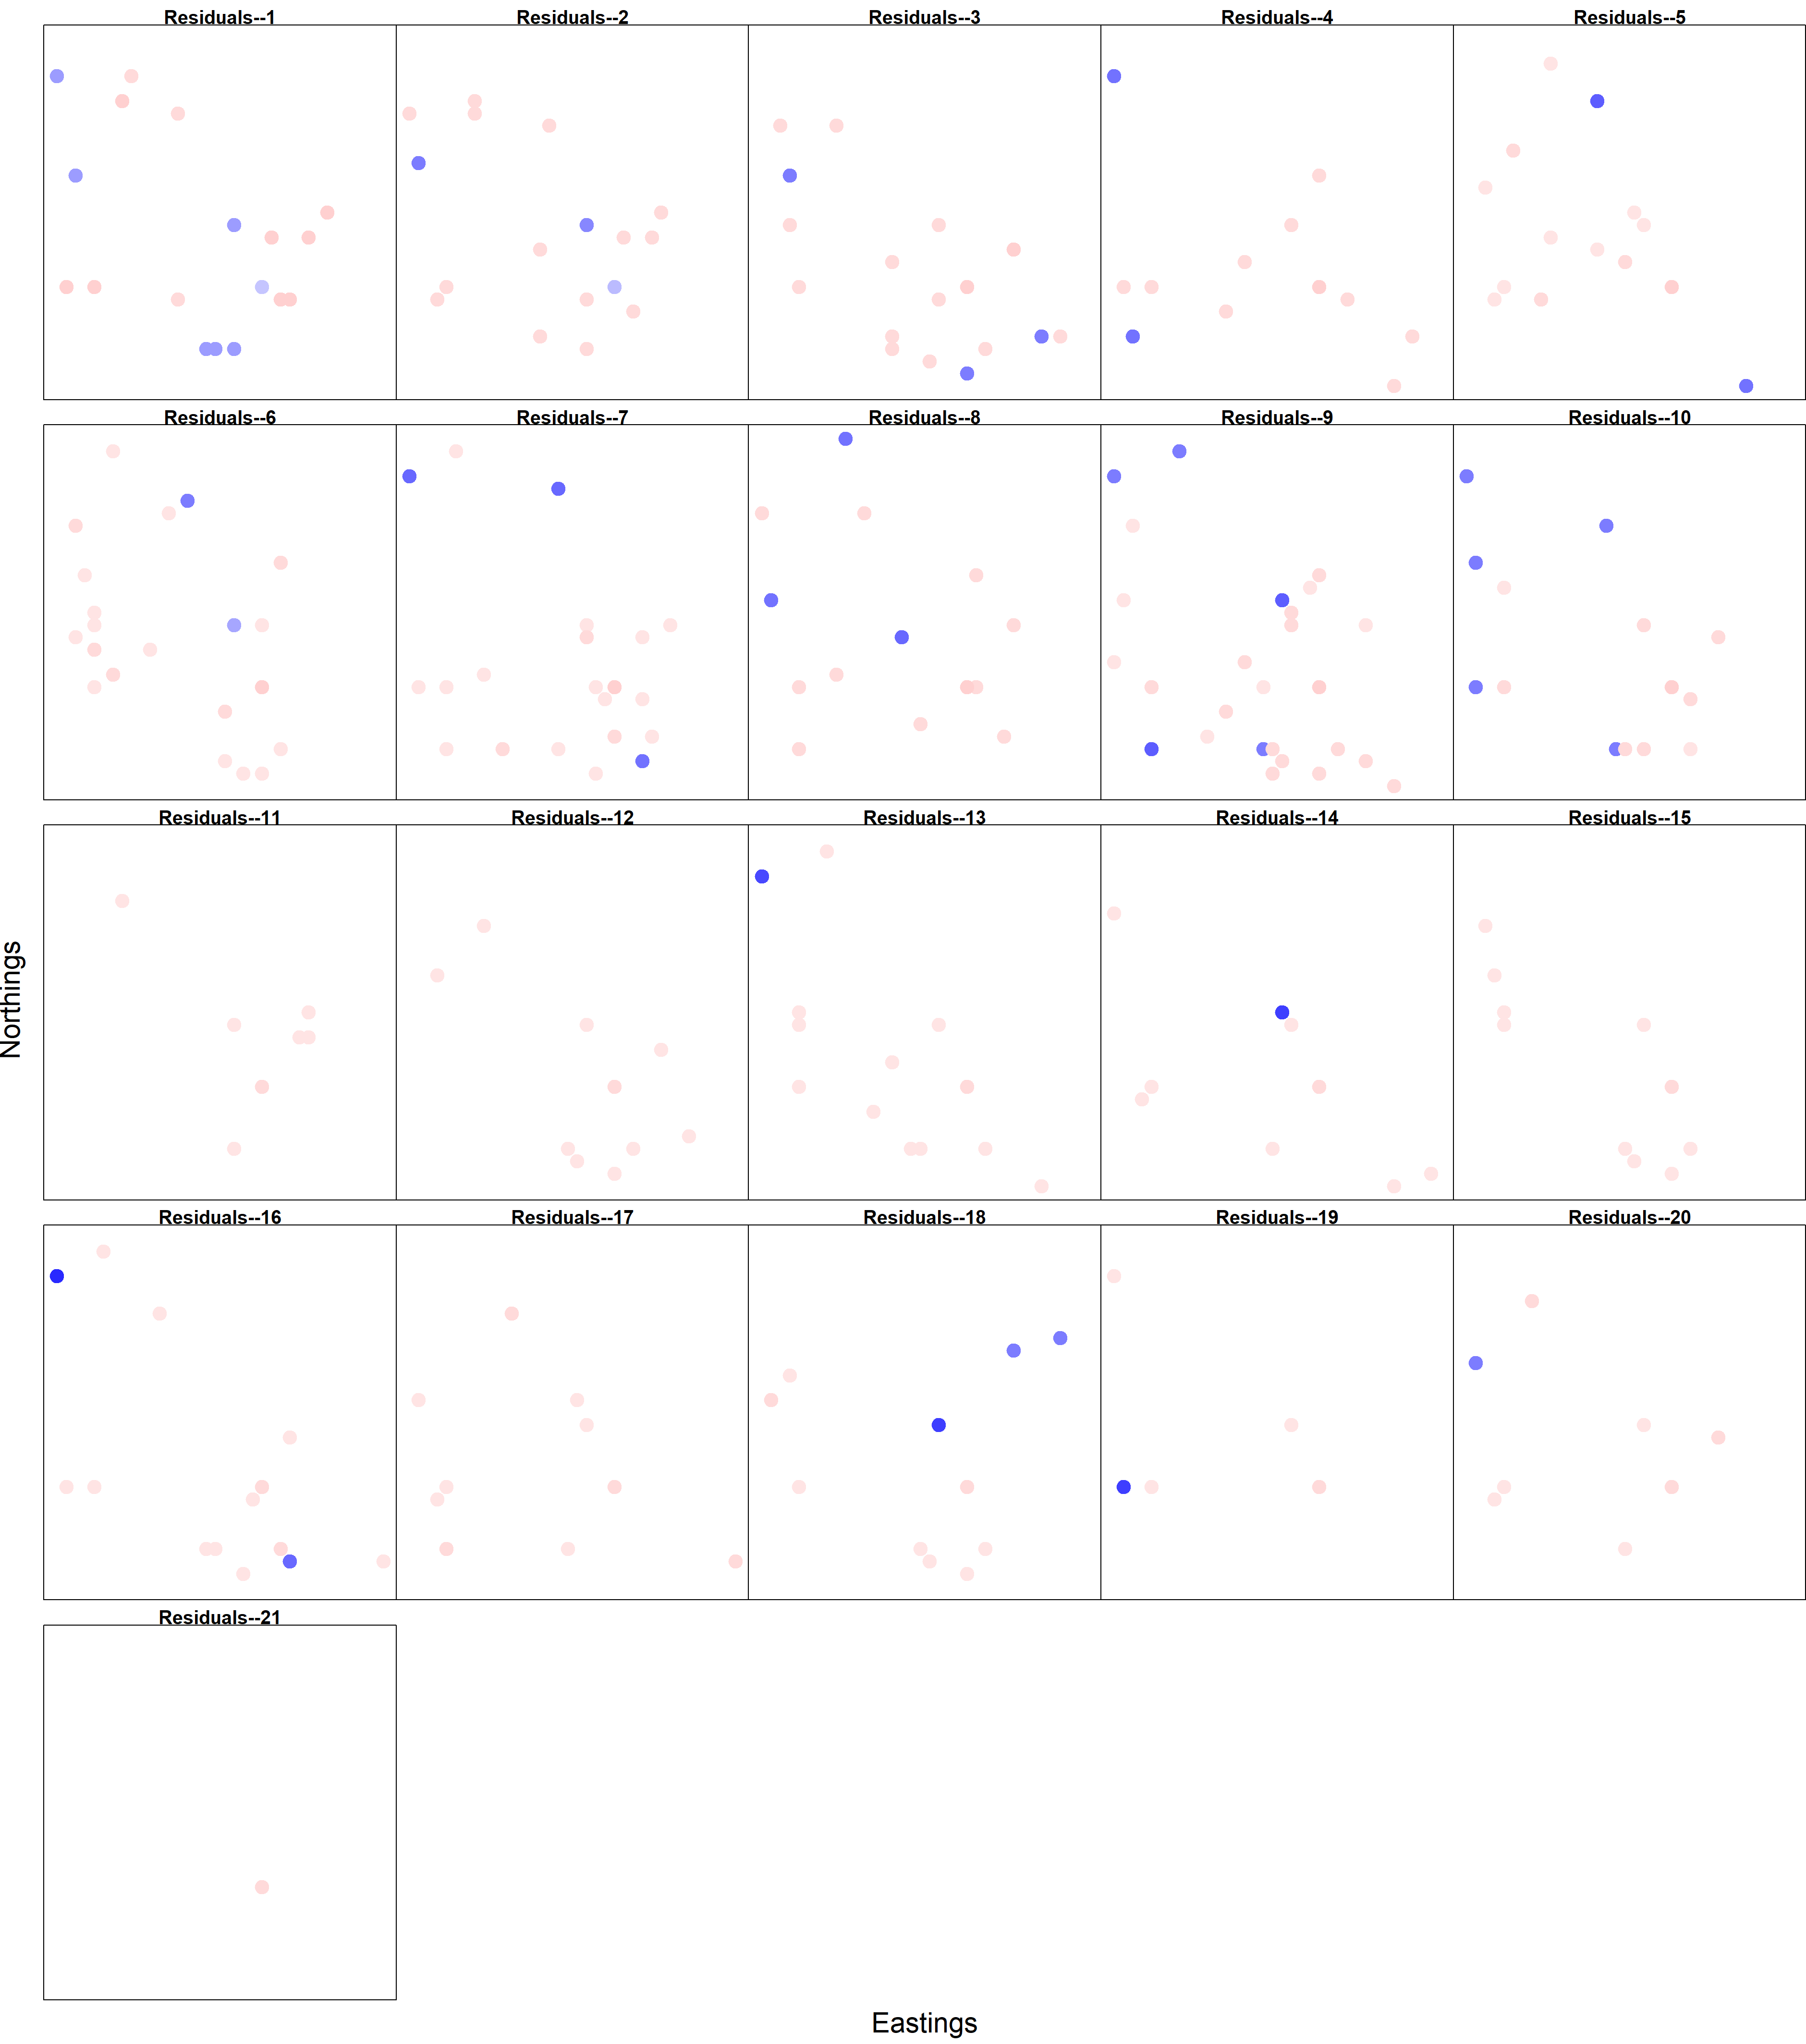 Residuals--1
Residuals--2
Residuals--3
Residuals--4
Residuals--5
Residuals--6
Residuals--7
Residuals--8
Residuals--9
Residuals--10
Residuals--11
Residuals--12
Residuals--13
Residuals--14
Residuals--15
Residuals--16
Residuals--17
Residuals--18
Residuals--19
Residuals--20
Residuals--21
Northings
Eastings